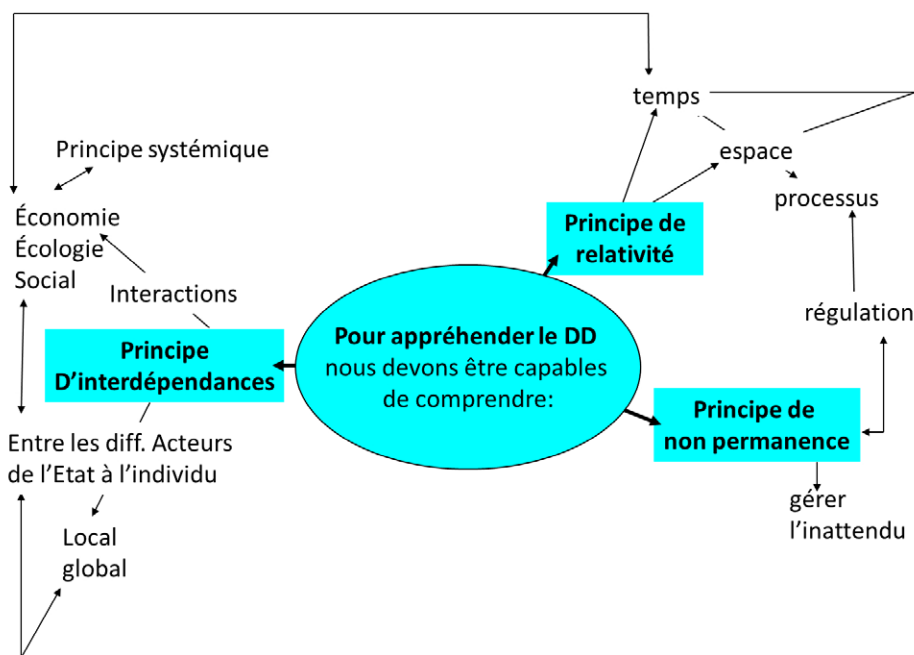 temps
espace
processus
Principe systémique
Économie
Écologie
Social
Interactions
Principe de
relativité
régulation
Pour appréhender le DD
nous devons être capables
de comprendre:
Principe
D’interdépendances
Principe de
non permanence
Entre les diff. Acteurs
de l’Etat à l’individu
gérer
l’inattendu
Local
global